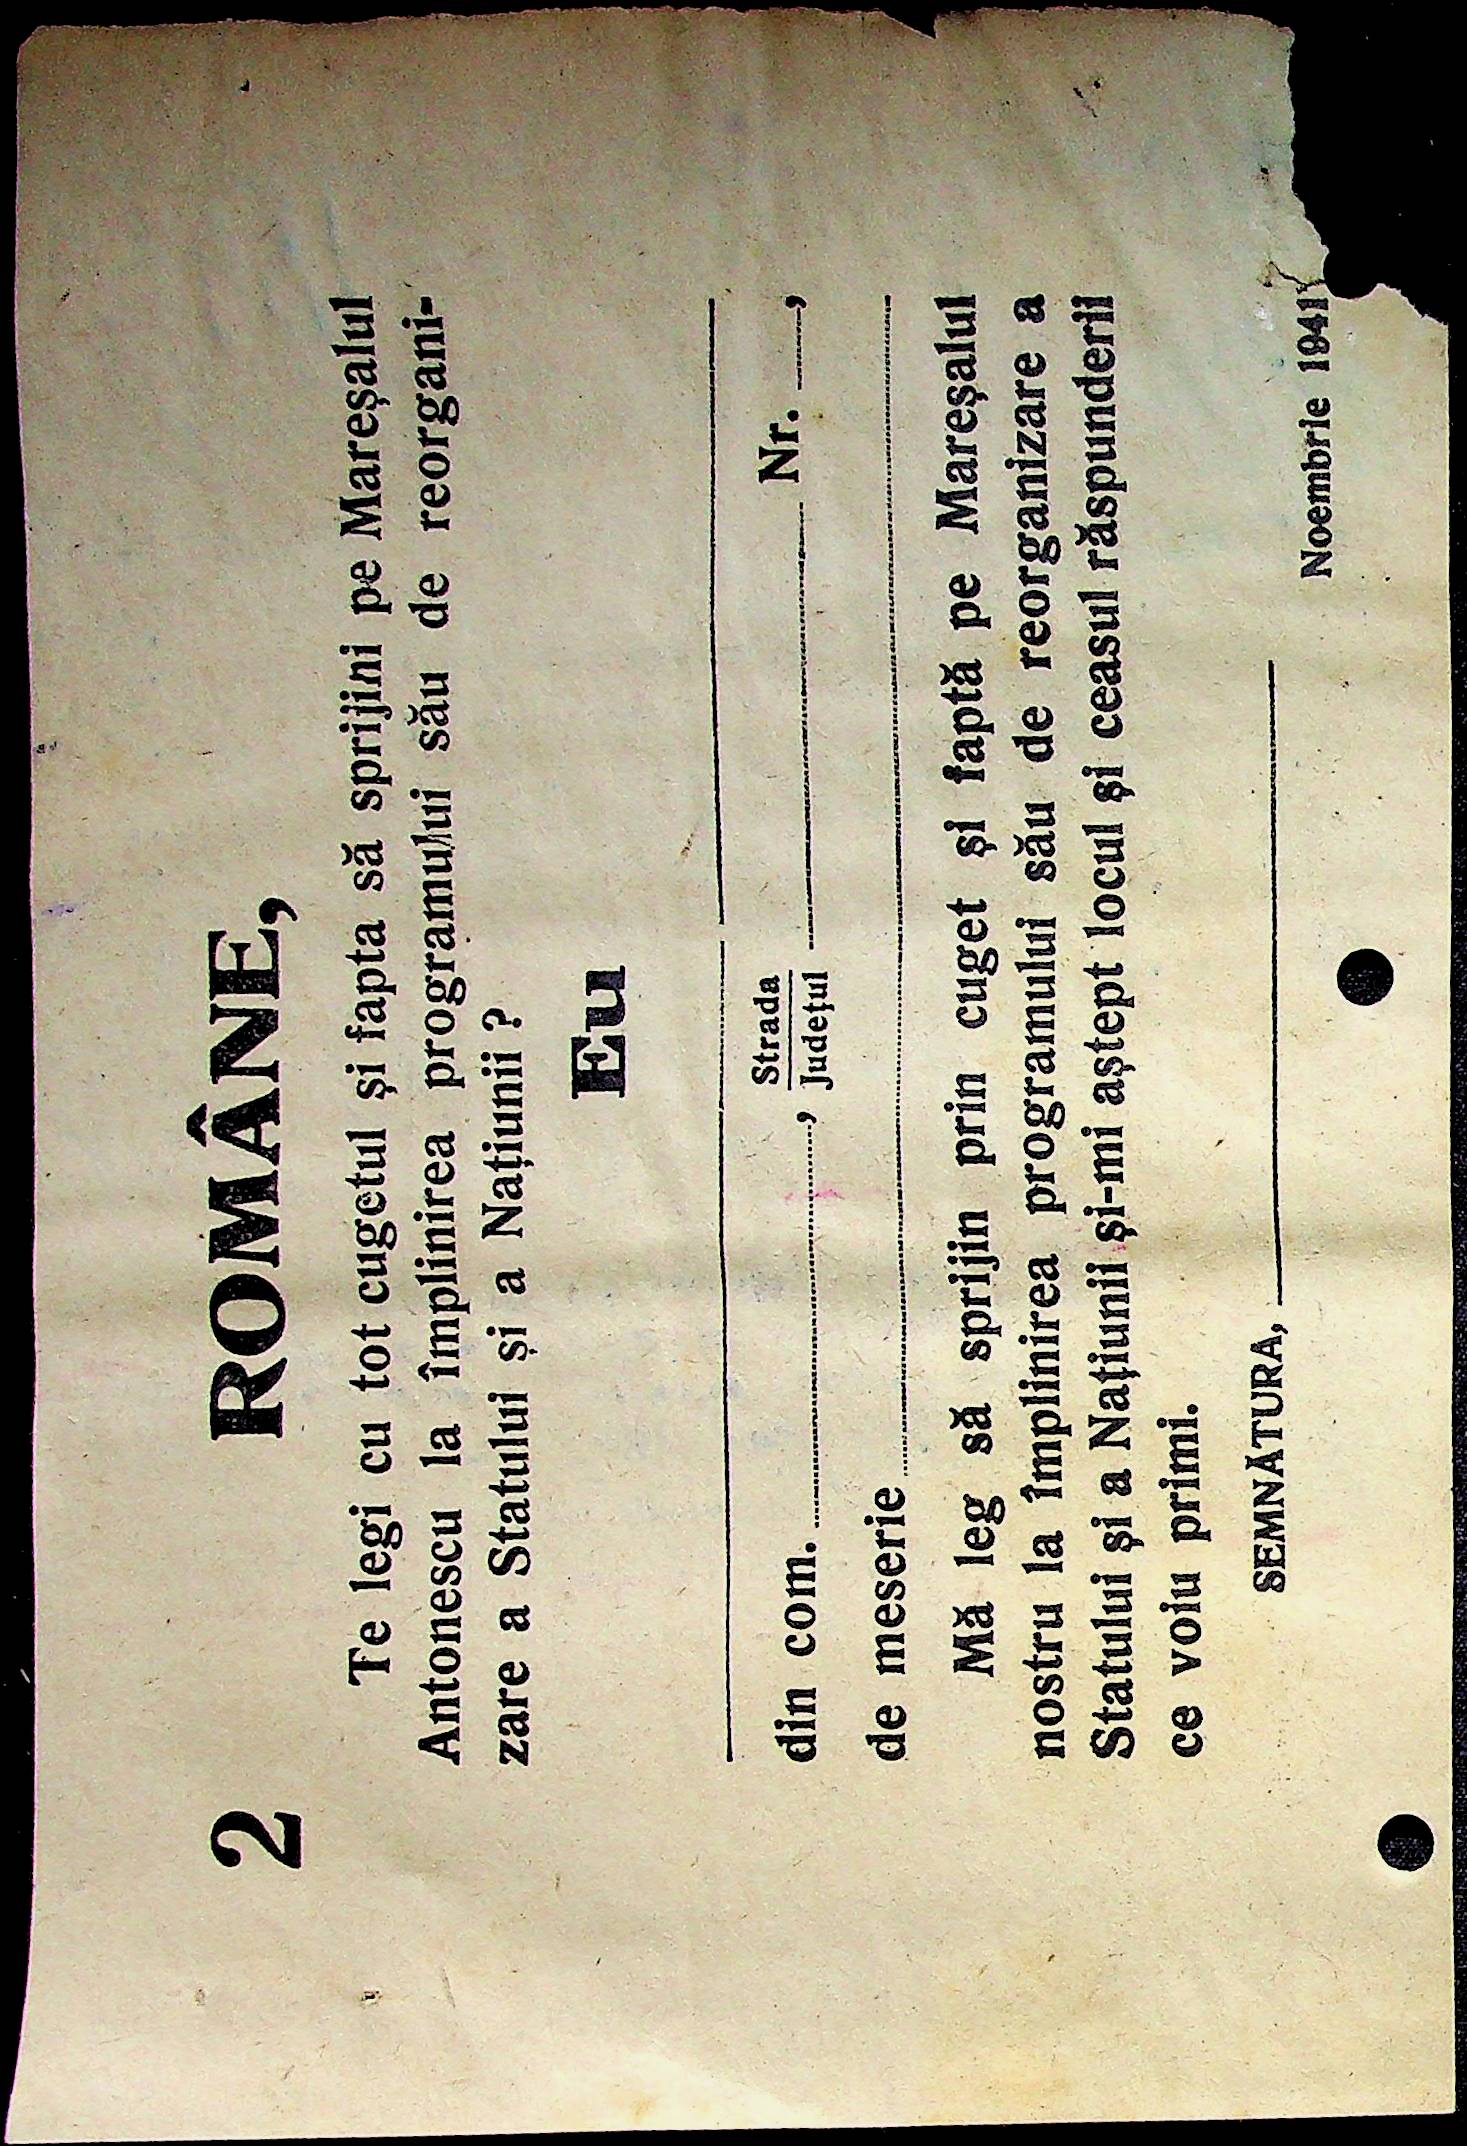 2 ROMÂNE,
Te legi cu tot cugetul și fapta să sprijini pe Mareșalul
Antonescu la împlinirea programului său de reorgani-
zare a Statului și a Națiunii ?
Eu
din com. , Strada Nr. ,
Județul
de meserie
Mă leg să sprijin prin cuget și faptă pe Mareșalul
nostru la împlinirea programului său de reorganizare a
Statului și a Națiunii și-mi aștept locul și ceasul răspunderii
ce voiu primi.
SEMNĂTURA,
Noembrie 1941